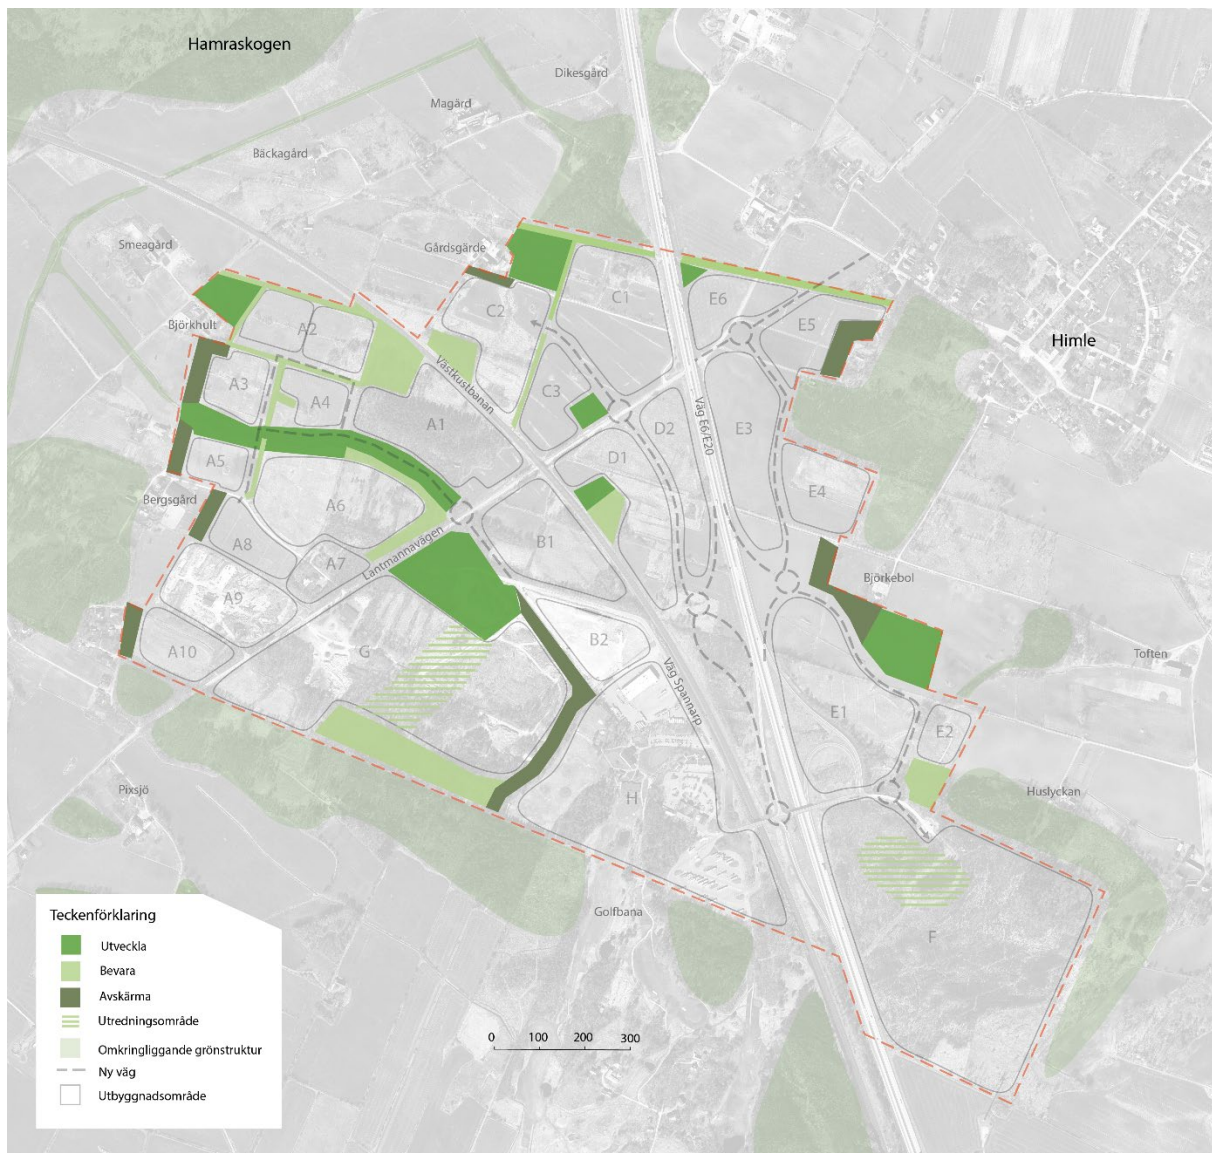 Hamraskogen
Dikesgård
Magård
Bäckagård
Smeagård
Gårdsgärde
Björkhult
Himle
C1
E6
E5
C2
A2
Västkustbanan
A3
A4
C3
A1
D2
Väg E6/E20
E3
D1
A5
E4
Bergsgård
A6
B1
Lantmannavägen
A8
A7
A9
Björkebol
B2
A10
G
Väg Spannarp
Toften
E1
E2
Pixsjö
H
Huslyckan
Golfbana
F
Teckenförklaring
Utveckla
Bevara
Avskärma
Utredningsområde
Omkringliggande grönstruktur
Ny väg
Utbyggnadsområde
0 100 200 300